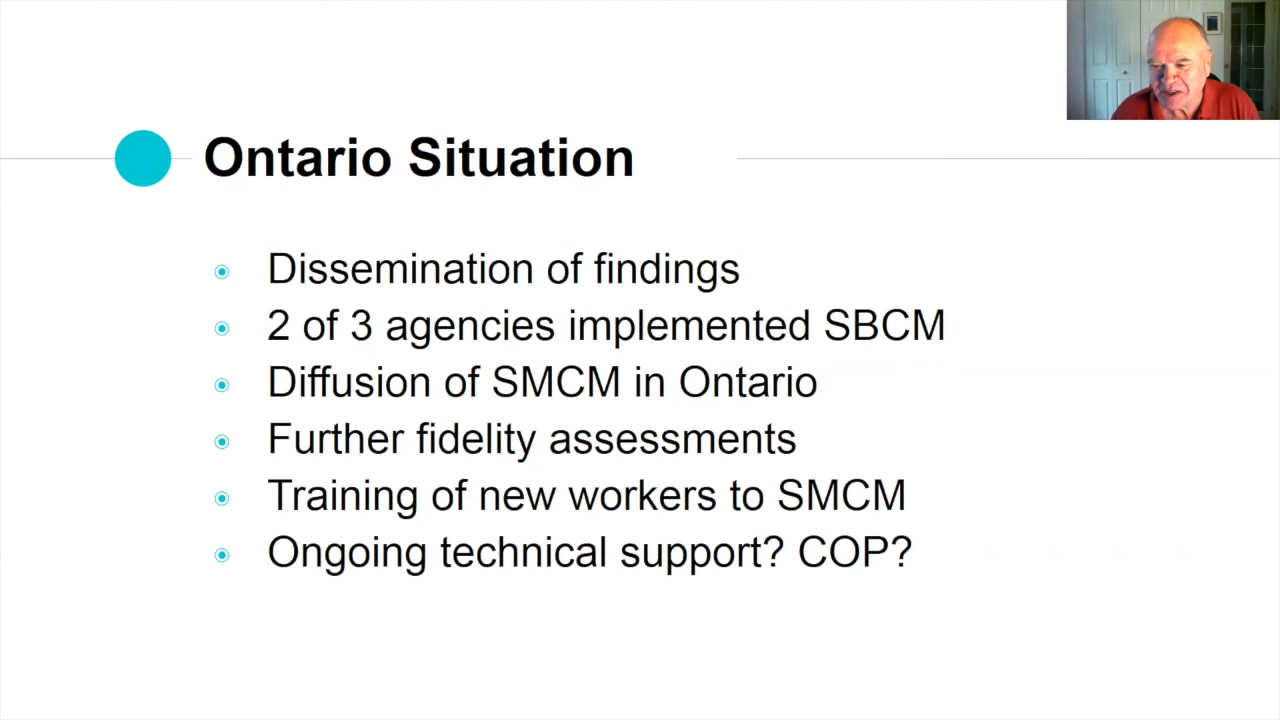 Ontario Situation
Dissemination of findings
2 of 3 agencies implemented SBCM
Diffusion of SMCM in Ontario
Further fidelity assessments
Training of new workers to SMCM
Ongoing technical support? COP?